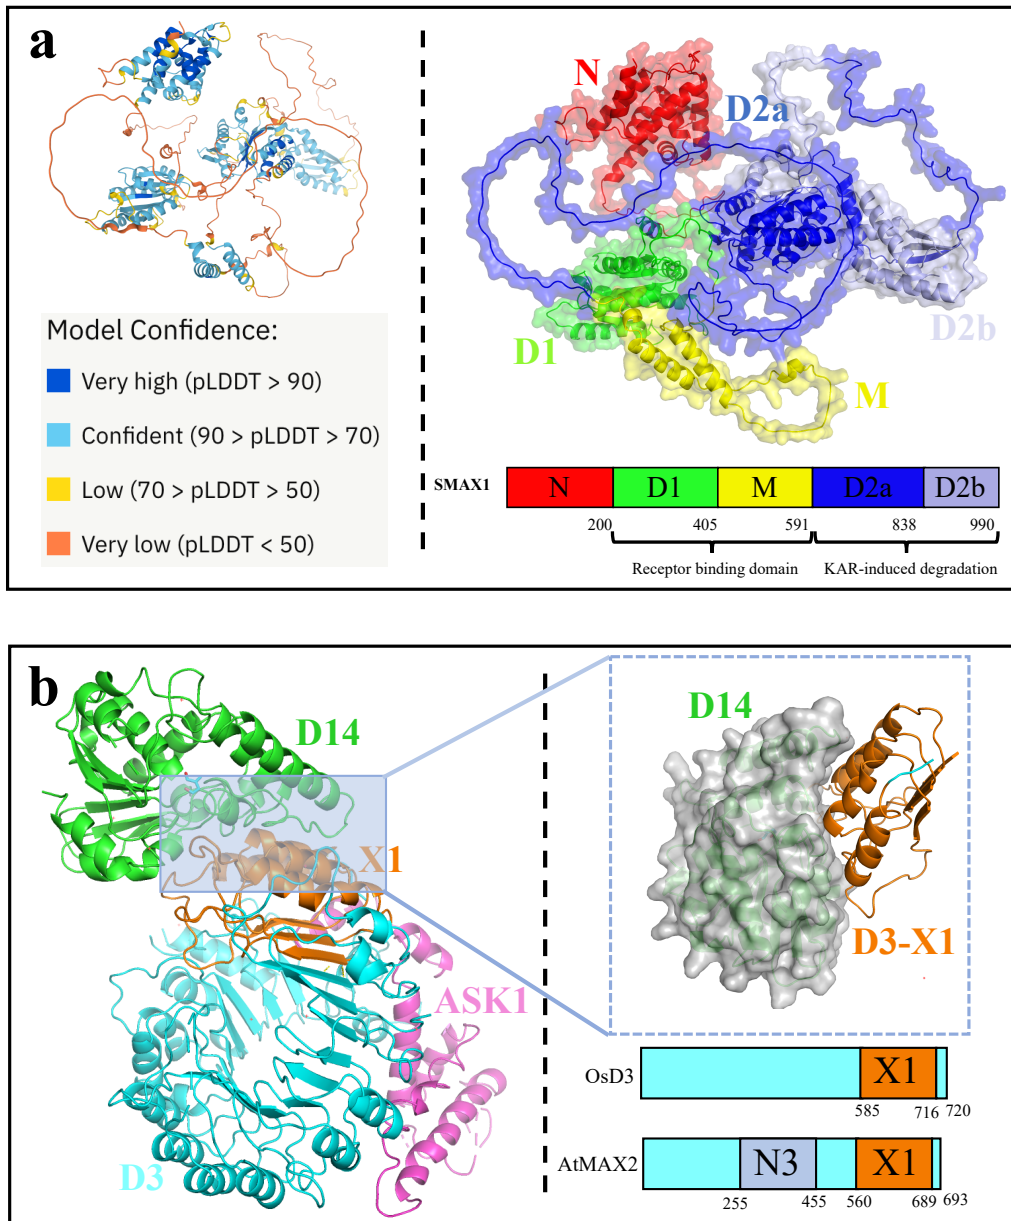 a
N
D2a
D2b
D1
M
Model Confidence:
Very high (pLDDT > 90)
Confident (90 > pLDDT > 70)
Low (70 > pLDDT > 50)
Very low (pLDDT < 50)
SMAX1 N D1 M D2a D2b
200 405 591 838 990
Receptor binding domain KAR-induced degradation
b
D14
X1
ASK1
D3
D14
D3-X1
OsD3 X1
585 716 720
AtMAX2 N3 X1
255 455 560 689 693